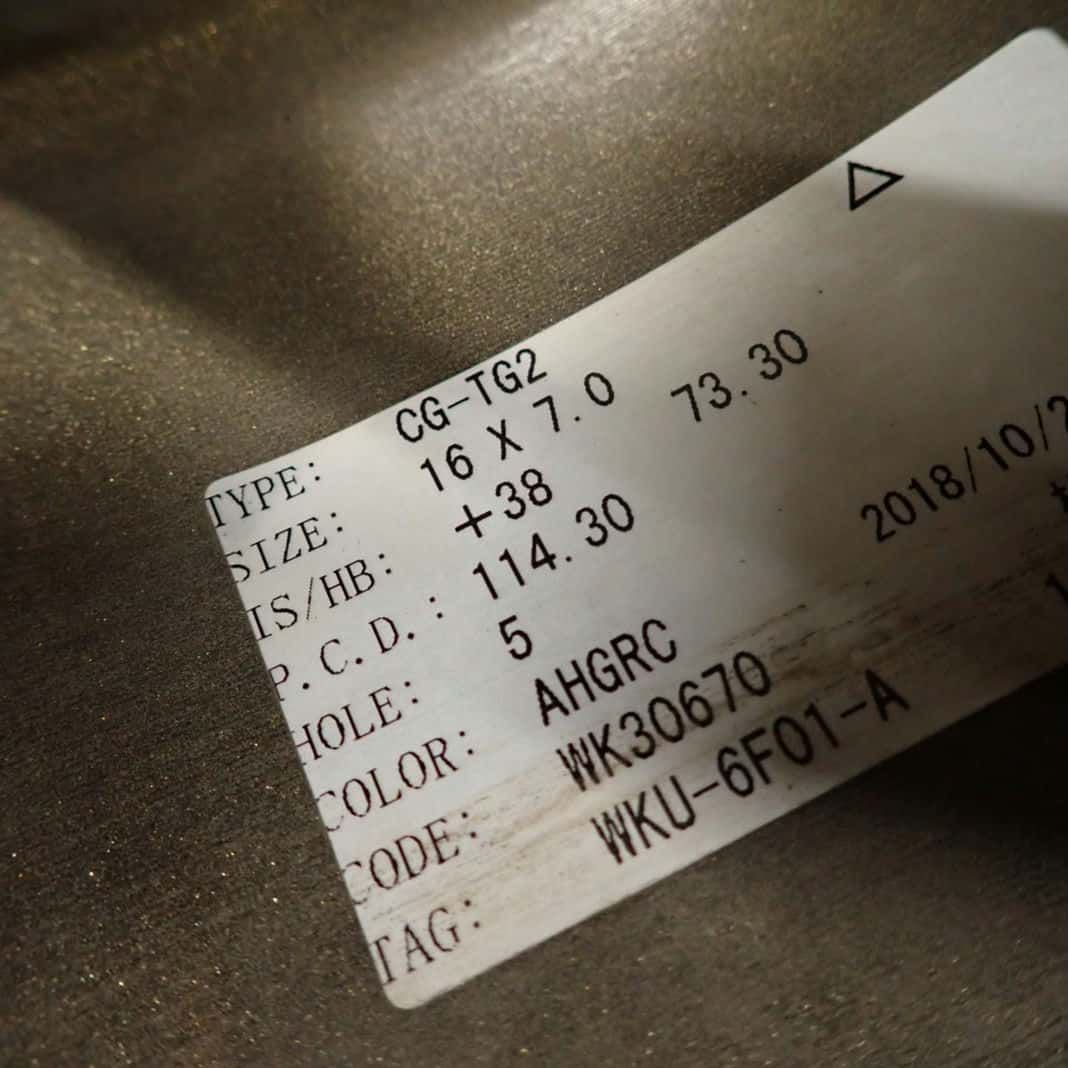 TYPE: CG-TG2
SIZE: 16 X 7.0
IS/HB: +38 73.30
P.C.D.: 114.30
HOLE: 5
COLOR: AHGRC 2018/10/2
CODE: WK30670
TAG: WKU-6F01-A